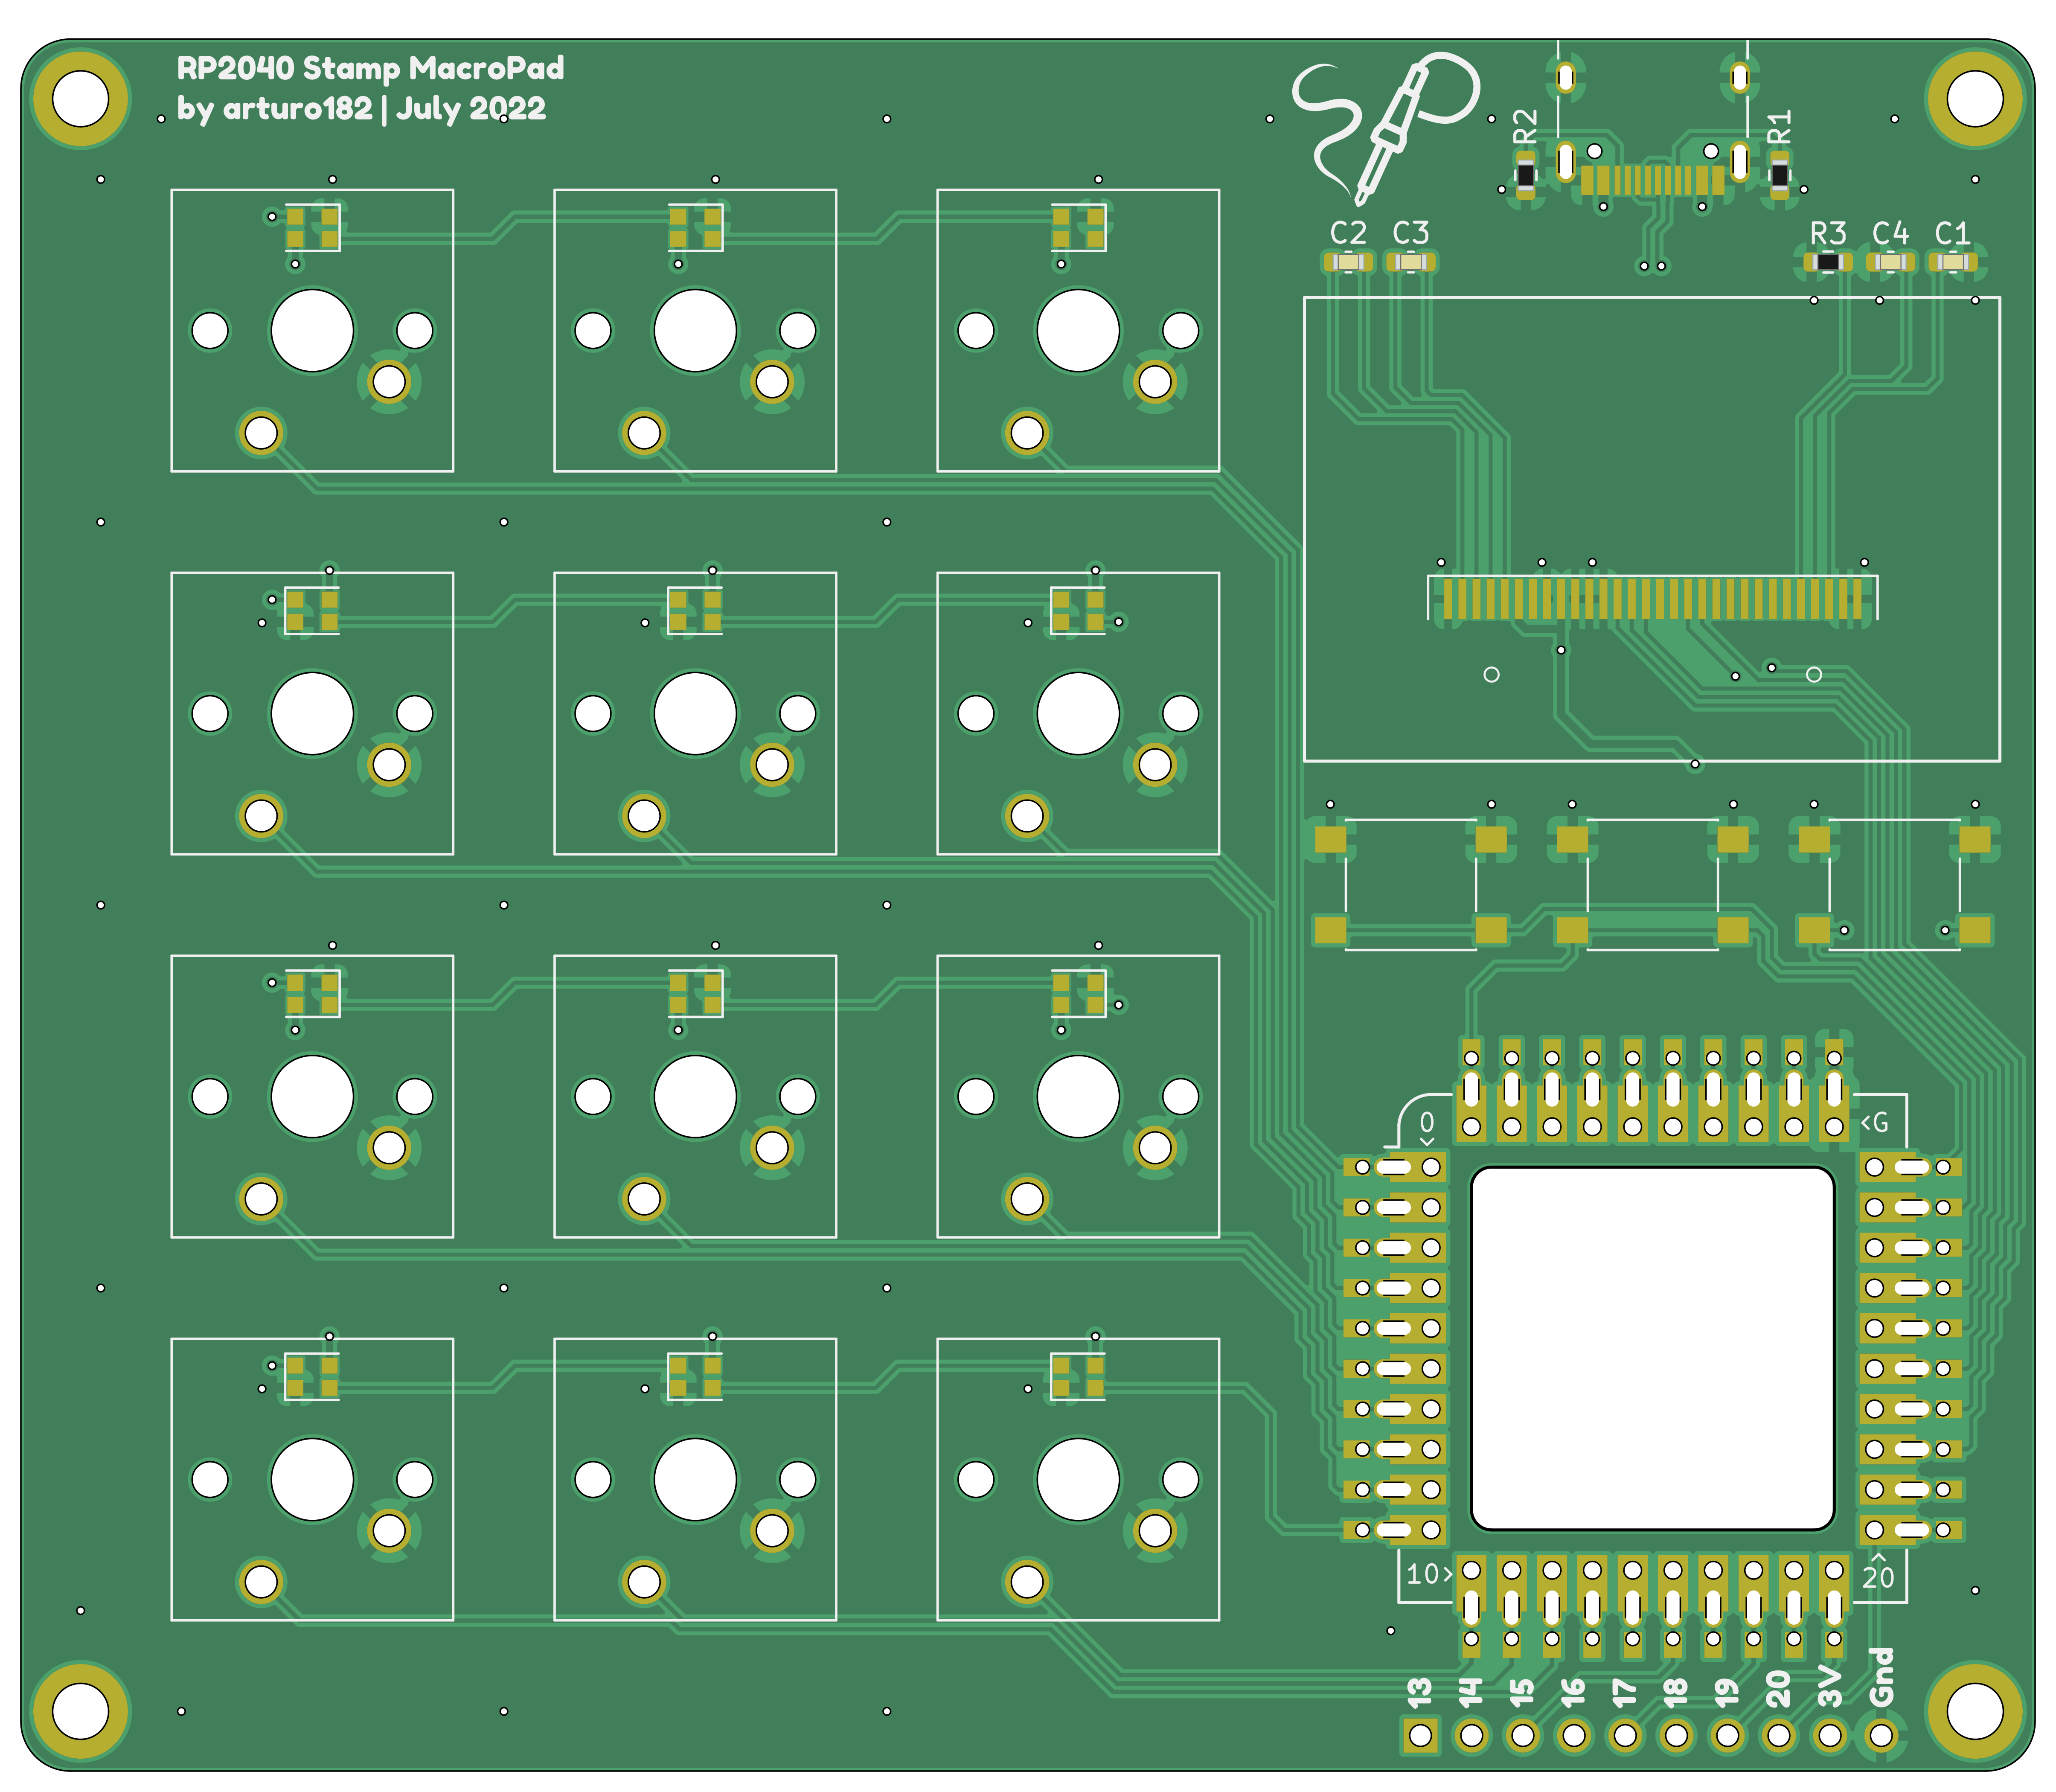 RP2040 Stamp MacroPad
by arturo182 | July 2022
R2
R1
C2
C3
R3
C4
C1
0
<G
10>
20
13
14
15
16
17
18
19
20
3V
Gnd